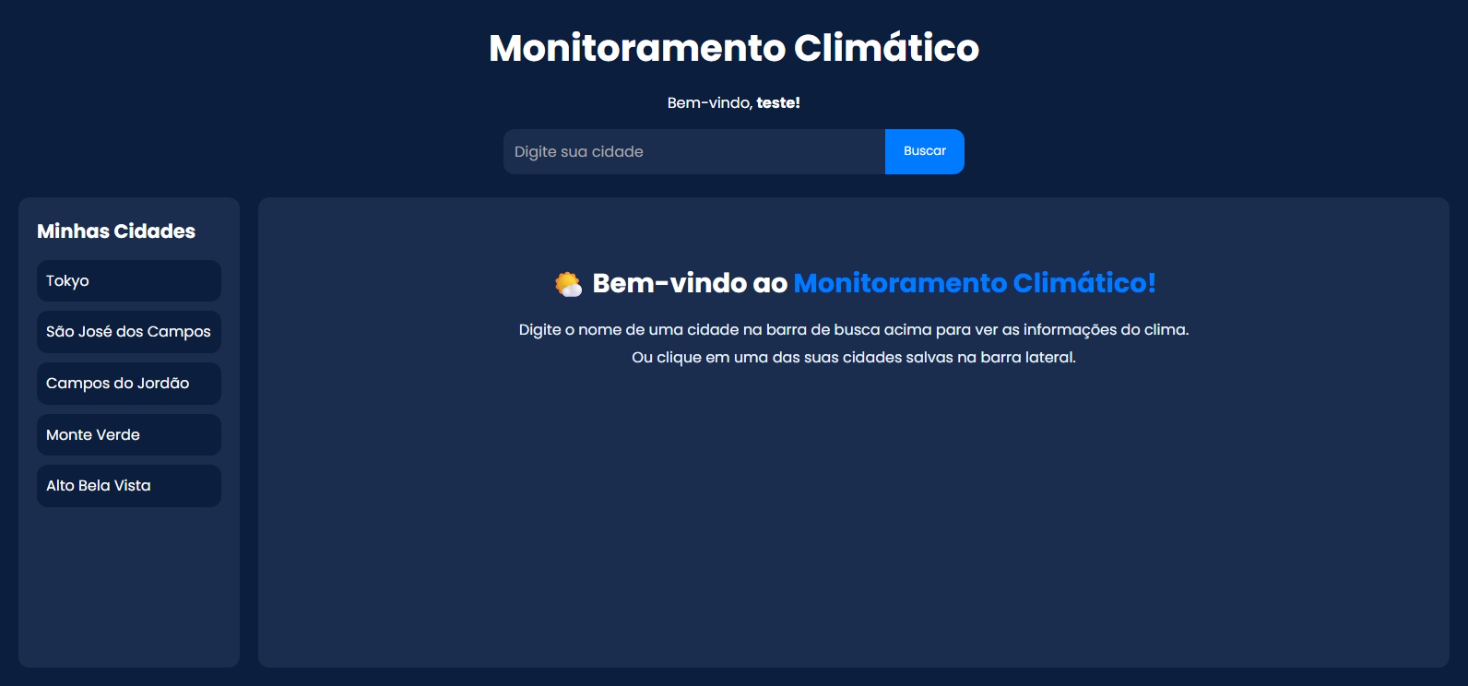 Monitoramento Climático
Bem-vindo, teste!
Digite sua cidade
Buscar
Minhas Cidades
Tokyo
São José dos Campos
Campos do Jordão
Monte Verde
Alto Bela Vista
🌤️ Bem-vindo ao Monitoramento Climático!
Digite o nome de uma cidade na barra de busca acima para ver as informações do clima.
Ou clique em uma das suas cidades salvas na barra lateral.